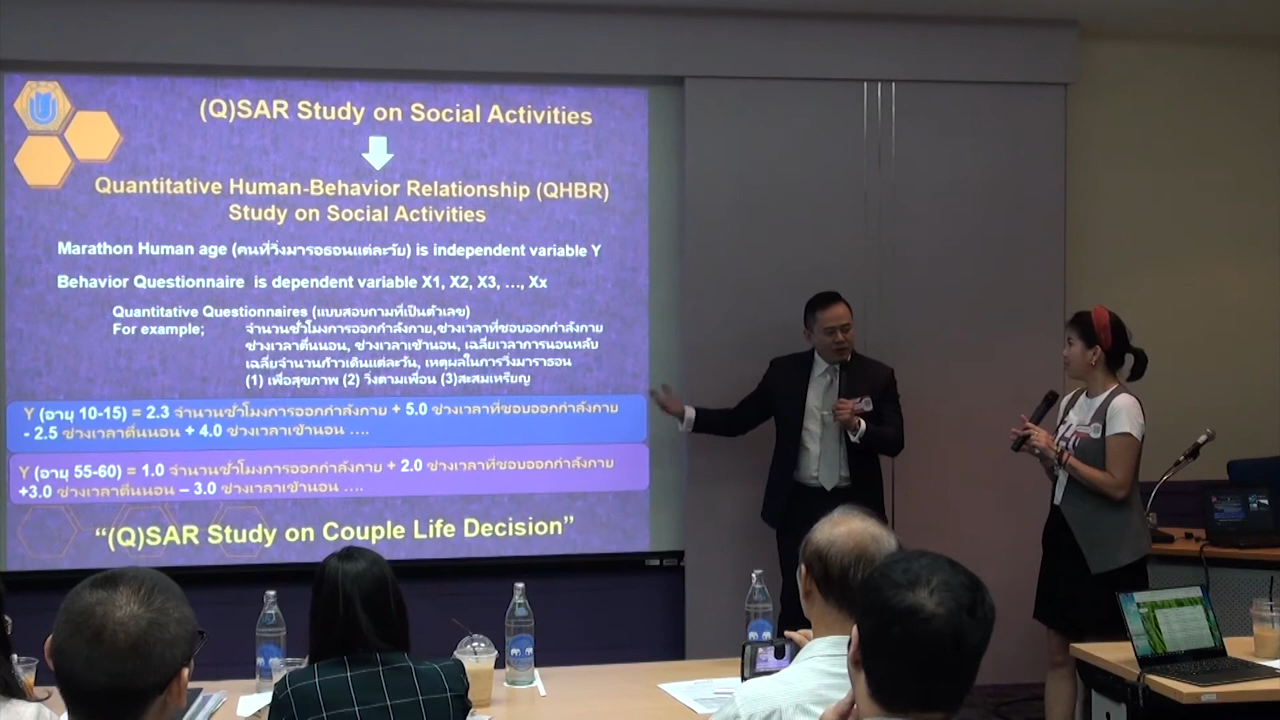 (Q)SAR Study on Social Activities
Quantitative Human-Behavior Relationship (QHBR)
Study on Social Activities
Marathon Human age (คนที่วิ่งมารอธอนแต่ละวัย) is independent variable Y
Behavior Questionnaire is dependent variable X1, X2, X3, …, Xx
Quantitative Questionnaires (แบบสอบถามที่เป็นตัวเลข)
For example; จำนวนชั่วโมงการออกกำลังกาย,ช่วงเวลาที่ชอบออกกำลังกาย
ช่วงเวลาตื่นนอน, ช่วงเวลาเข้านอน, เฉลี่ยเวลาการนอนหลับ
เฉลี่ยจำนวนก้าวเดินแต่ละวัน, เหตุผลในการวิ่งมาราธอน
(1) เพื่อสุขภาพ (2) วิ่งตามเพื่อน (3)สะสมเหรียญ
Y (อายุ 10-15) = 2.3 จำนวนชั่วโมงการออกกำลังกาย + 5.0 ช่วงเวลาที่ชอบออกกำลังกาย
- 2.5 ช่วงเวลาตื่นนอน + 4.0 ช่วงเวลาเข้านอน ….
Y (อายุ 55-60) = 1.0 จำนวนชั่วโมงการออกกำลังกาย + 2.0 ช่วงเวลาที่ชอบออกกำลังกาย
+3.0 ช่วงเวลาตื่นนอน – 3.0 ช่วงเวลาเข้านอน ….
“(Q)SAR Study on Couple Life Decision”